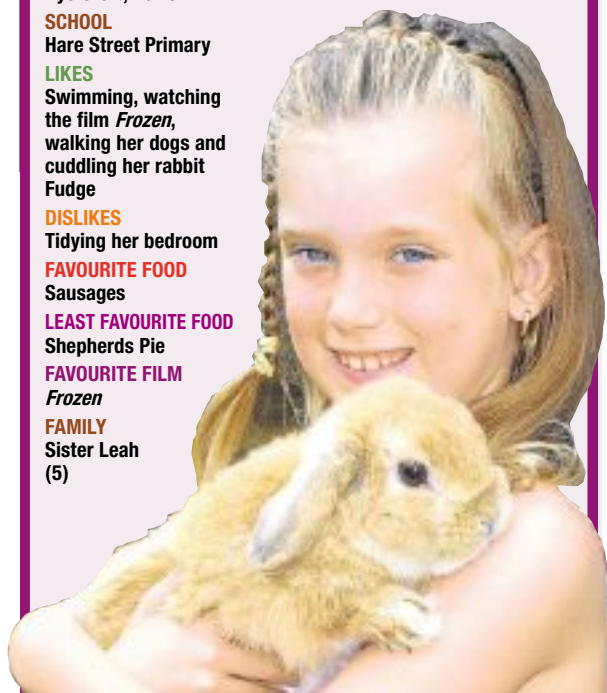 SCHOOL
Hare Street Primary
LIKES
Swimming, watching
the film Frozen,
walking her dogs and
cuddling her rabbit
Fudge
DISLIKES
Tidying her bedroom
FAVOURITE FOOD
Sausages
LEAST FAVOURITE FOOD
Shepherds Pie
FAVOURITE FILM
Frozen
FAMILY
Sister Leah
(5)